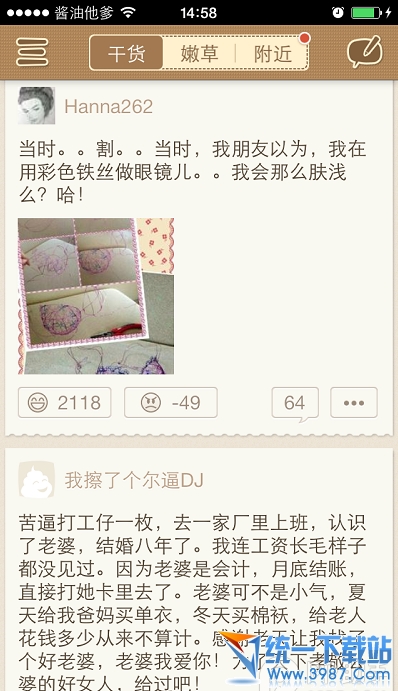 酱油他爹
14:58
干货
嫩草
附近
Hanna262
当时。。割。。当时，我朋友以为，我在
用彩色铁丝做眼镜儿。。我会那么肤浅
么？哈！
2118
-49
64
我擦了个尔逼DJ
苦逼打工仔一枚，去一家厂里上班，认识
了老婆，结婚八年了。我连工资长毛样子
都没见过。因为老婆是会计，月底结账，
直接打她卡里去了。老婆可不是小气，夏
天给我爸妈买单衣，冬天买棉袄，给老人
花钱多少从来不算计。感谢老天让我找了
个好老婆，老婆我爱你！为了天下孝敬公
婆的好女人，给过吧！
统一下载站
www.3987.com